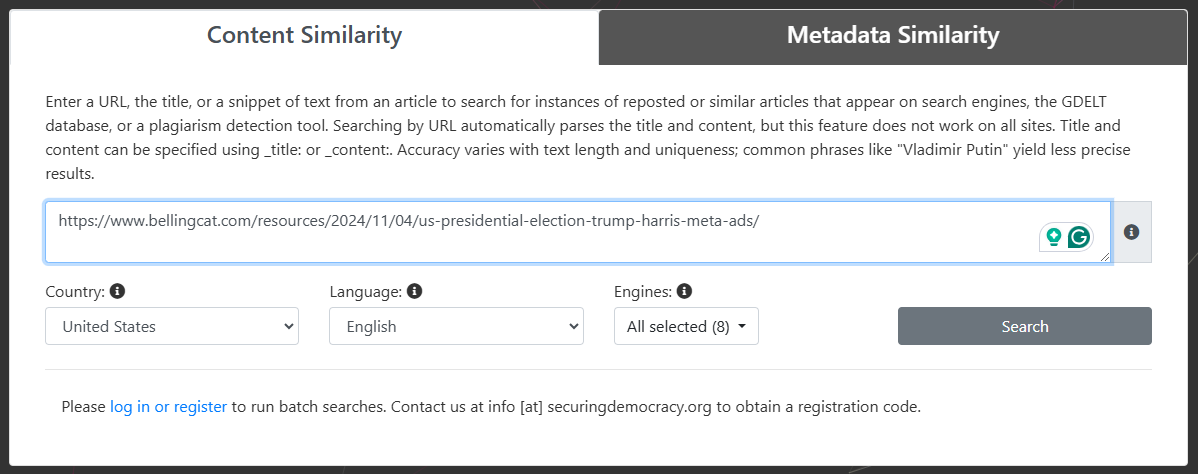 Content Similarity
Metadata Similarity
Enter a URL, the title, or a snippet of text from an article to search for instances of reposted or similar articles that appear on search engines, the GDELT
database, or a plagiarism detection tool. Searching by URL automatically parses the title and content, but this feature does not work on all sites. Title and
content can be specified using _title: or _content:. Accuracy varies with text length and uniqueness; common phrases like "Vladimir Putin" yield less precise
results.
https://www.bellingcat.com/resources/2024/11/04/us-presidential-election-trump-harris-meta-ads/
Country:
Language:
Engines:
United States
English
All selected (8)
Search
Please log in or register to run batch searches. Contact us at info [at] securingdemocracy.org to obtain a registration code.